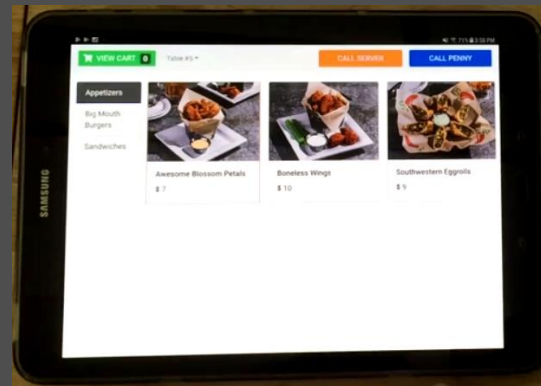 VIEW CART 0
Table #5
CALL SERVER
CALL PENNY
Appetizers
Big Mouth
Burgers
Sandwiches
Awesome Blossom Petals
$ 7
Boneless Wings
$ 10
Southwestern Eggrolls
$ 9
SAMSUNG